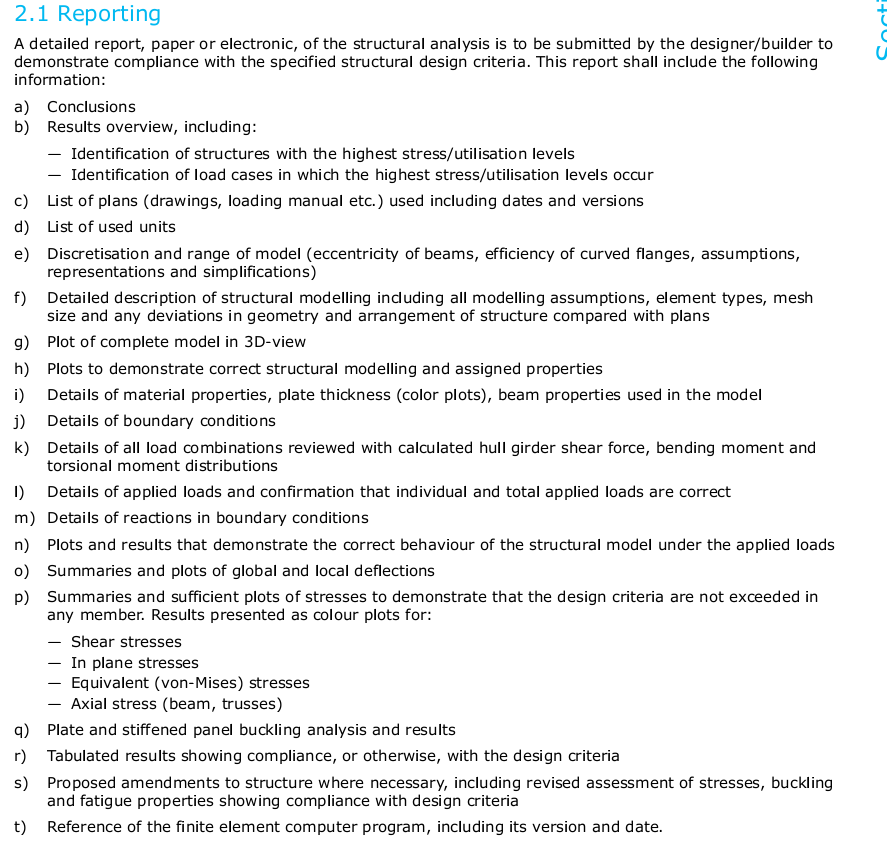 2.1 Reporting
A detailed report, paper or electronic, of the structural analysis is to be submitted by the designer/builder to
demonstrate compliance with the specified structural design criteria. This report shall include the following
information:
a) Conclusions
b) Results overview, including:
— Identification of structures with the highest stress/utilisation levels
— Identification of load cases in which the highest stress/utilisation levels occur
c) List of plans (drawings, loading manual etc.) used including dates and versions
d) List of used units
e) Discretisation and range of model (eccentricity of beams, efficiency of curved flanges, assumptions,
representations and simplifications)
f) Detailed description of structural modelling including all modelling assumptions, element types, mesh
size and any deviations in geometry and arrangement of structure compared with plans
g) Plot of complete model in 3D-view
h) Plots to demonstrate correct structural modelling and assigned properties
i) Details of material properties, plate thickness (color plots), beam properties used in the model
j) Details of boundary conditions
k) Details of all load combinations reviewed with calculated hull girder shear force, bending moment and
torsional moment distributions
l) Details of applied loads and confirmation that individual and total applied loads are correct
m) Details of reactions in boundary conditions
n) Plots and results that demonstrate the correct behaviour of the structural model under the applied loads
o) Summaries and plots of global and local deflections
p) Summaries and sufficient plots of stresses to demonstrate that the design criteria are not exceeded in
any member. Results presented as colour plots for:
— Shear stresses
— In plane stresses
— Equivalent (von-Mises) stresses
— Axial stress (beam, trusses)
q) Plate and stiffened panel buckling analysis and results
r) Tabulated results showing compliance, or otherwise, with the design criteria
s) Proposed amendments to structure where necessary, including revised assessment of stresses, buckling
and fatigue properties showing compliance with design criteria
t) Reference of the finite element computer program, including its version and date.